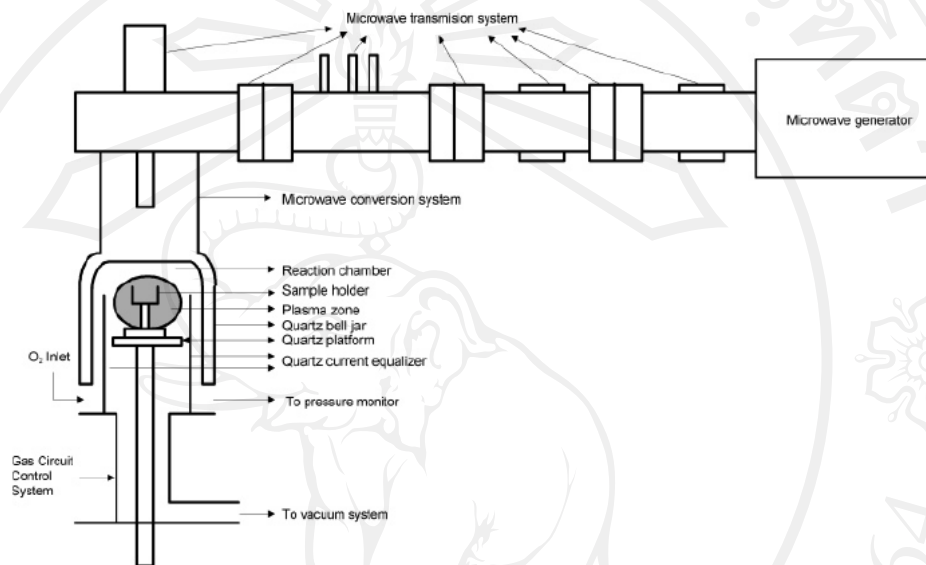 Microwave transmision system
Microwave generator
Microwave conversion system
Reaction chamber
Sample holder
Plasma zone
Quartz bell jar
Quartz platform
O₂ Inlet
Quartz current equalizer
To pressure monitor
Gas Circuit
Control
System
To vacuum system